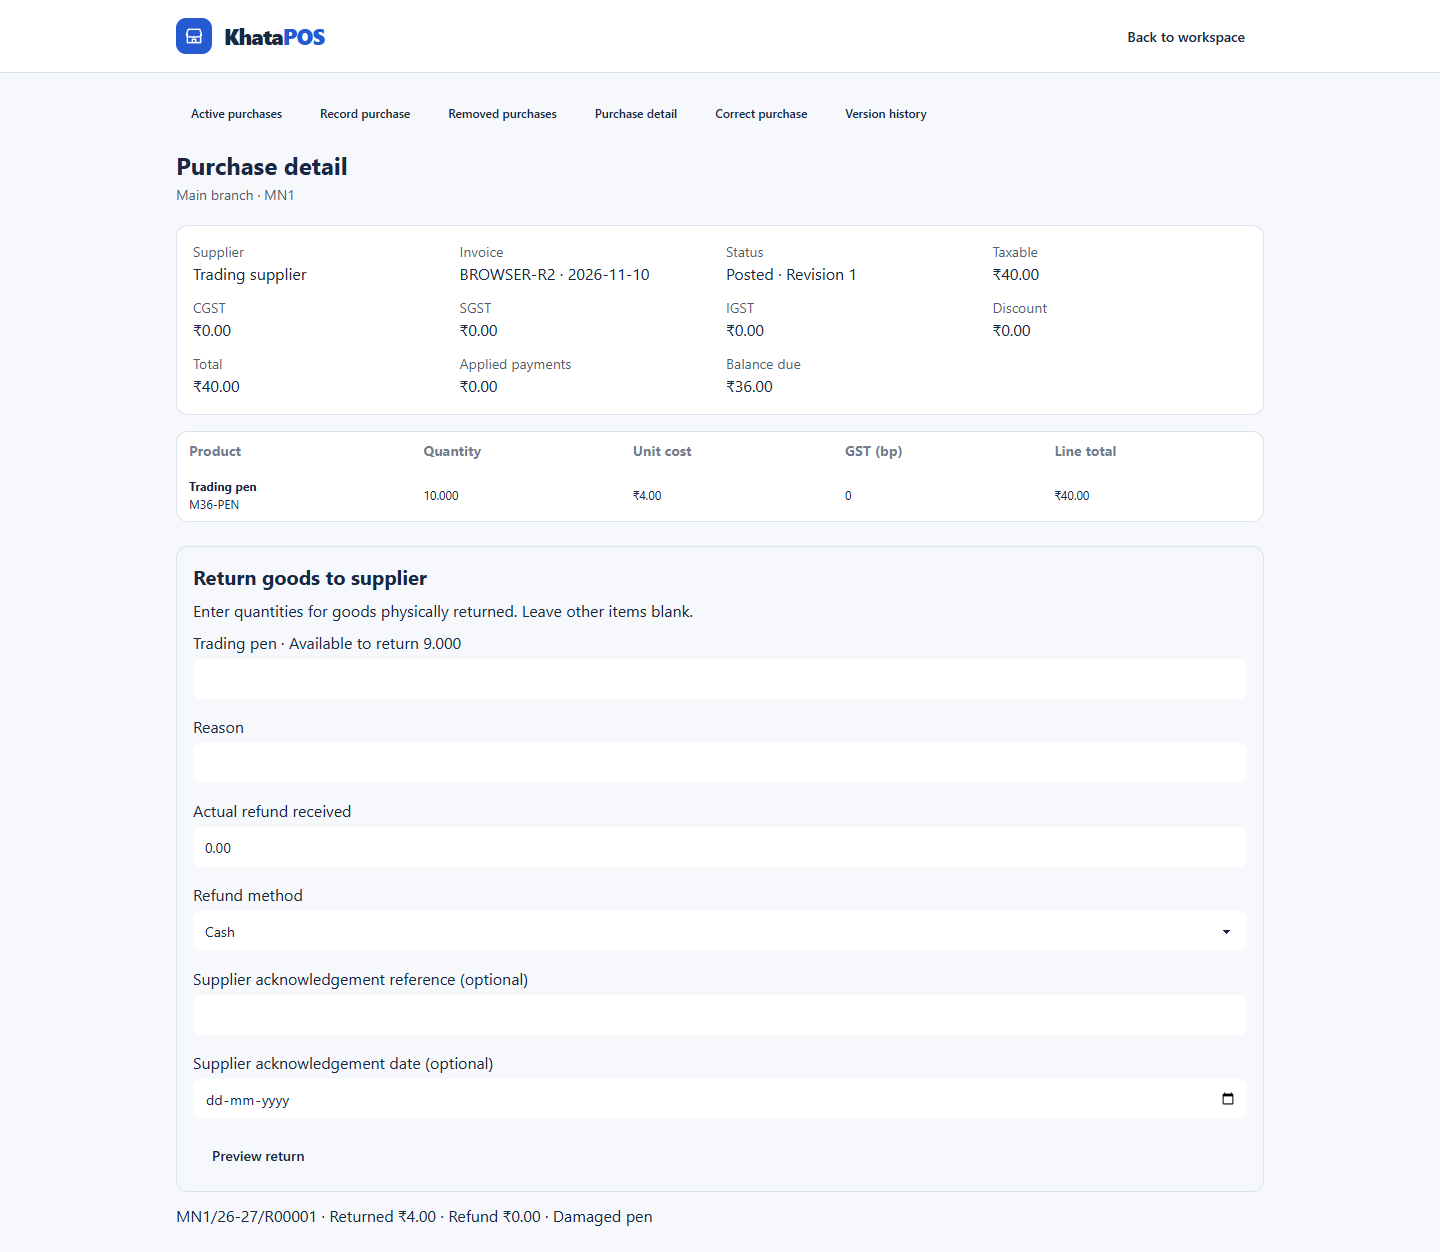 KhataPOS
Back to workspace
Active purchases Record purchase Removed purchases Purchase detail Correct purchase Version history
Purchase detail
Main branch · MN1
Supplier Invoice Status Taxable
Trading supplier BROWSER-R2 · 2026-11-10 Posted · Revision 1 ₹40.00
CGST SGST IGST Discount
₹0.00 ₹0.00 ₹0.00 ₹0.00
Total Applied payments Balance due
₹40.00 ₹0.00 ₹36.00
Product Quantity Unit cost GST (bp) Line total
Trading pen
M36-PEN 10.000 ₹4.00 0 ₹40.00
Return goods to supplier
Enter quantities for goods physically returned. Leave other items blank.
Trading pen · Available to return 9.000
Reason
Actual refund received
0.00
Refund method
Cash
Supplier acknowledgement reference (optional)
Supplier acknowledgement date (optional)
dd-mm-yyyy
Preview return
MN1/26-27/R00001 · Returned ₹4.00 · Refund ₹0.00 · Damaged pen